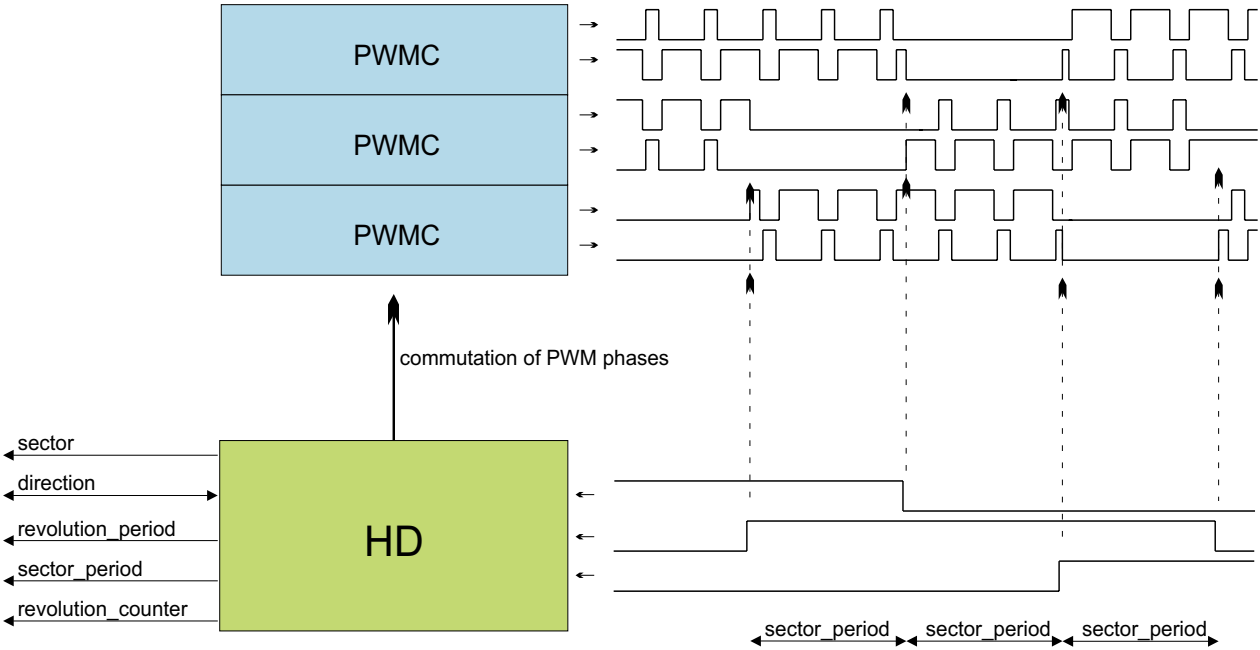 PWMC
PWMC
PWMC
commutation of PWM phases
sector
direction
revolution_period
sector_period
revolution_counter
HD
sector_period sector_period sector_period